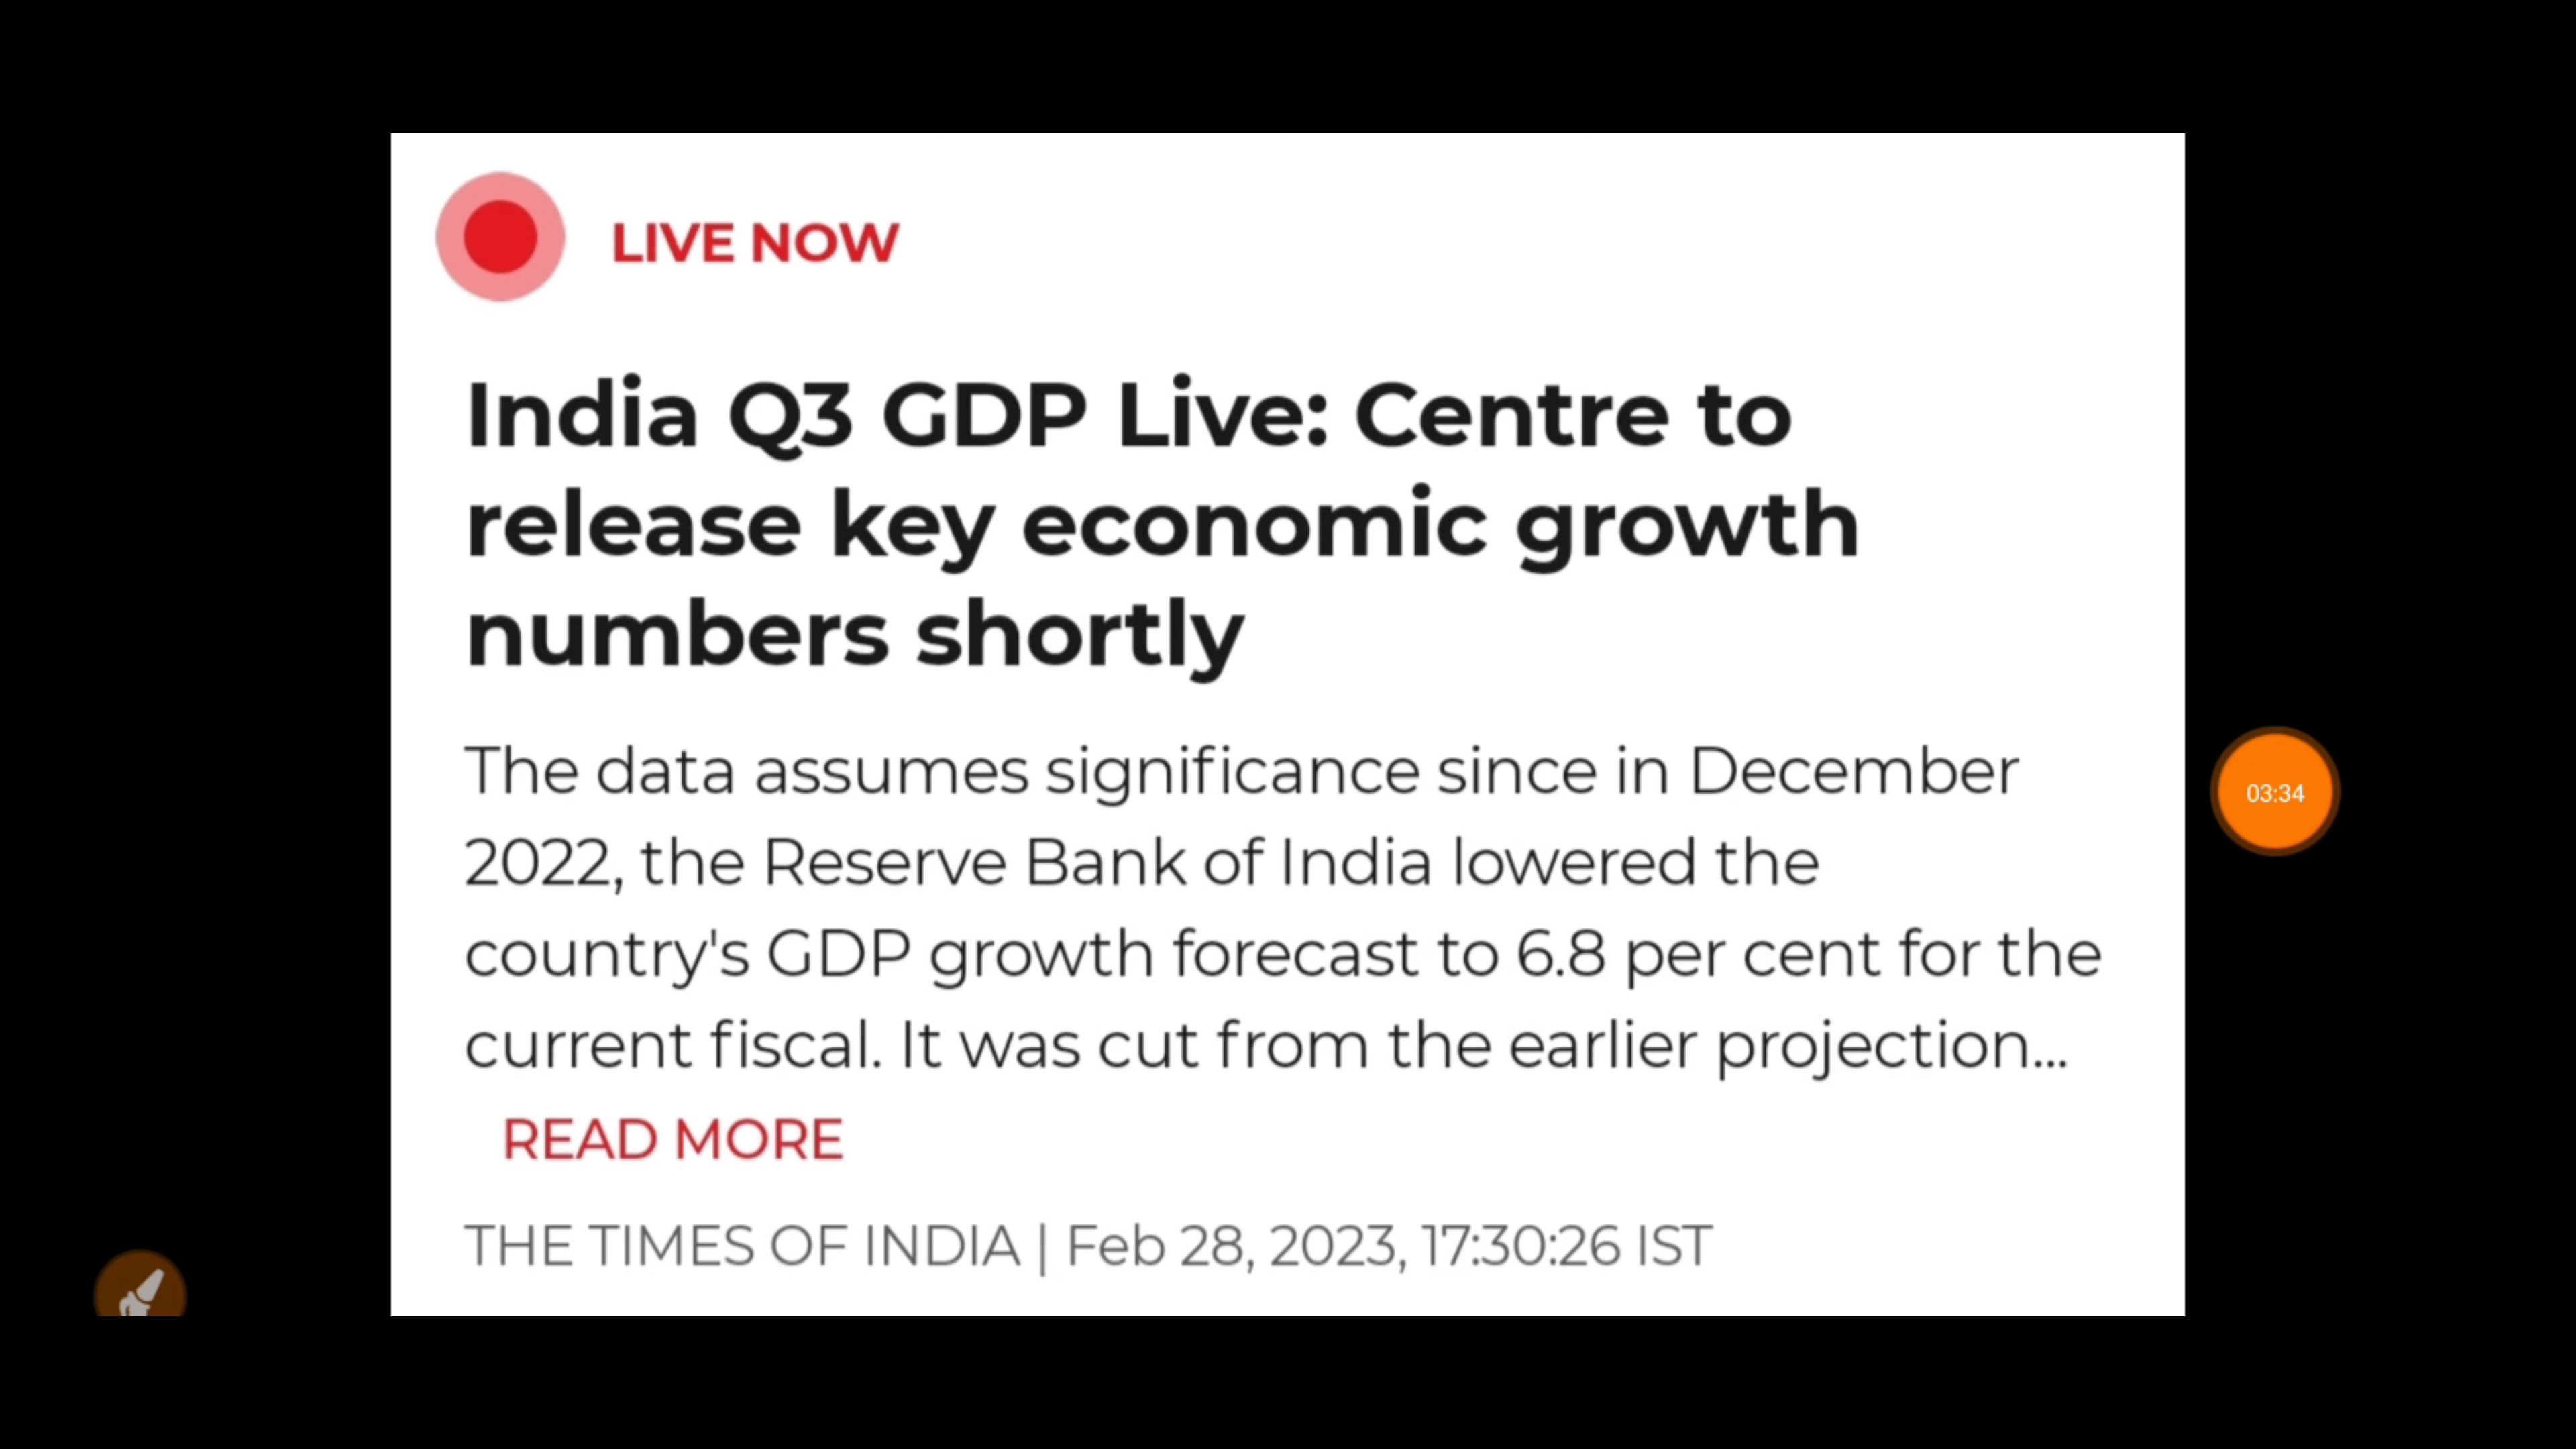 LIVE NOW
India Q3 GDP Live: Centre to
release key economic growth
numbers shortly
The data assumes significance since in December
2022, the Reserve Bank of India lowered the
country's GDP growth forecast to 6.8 per cent for the
current fiscal. It was cut from the earlier projection...
READ MORE
THE TIMES OF INDIA | Feb 28, 2023, 17:30:26 IST
03:34